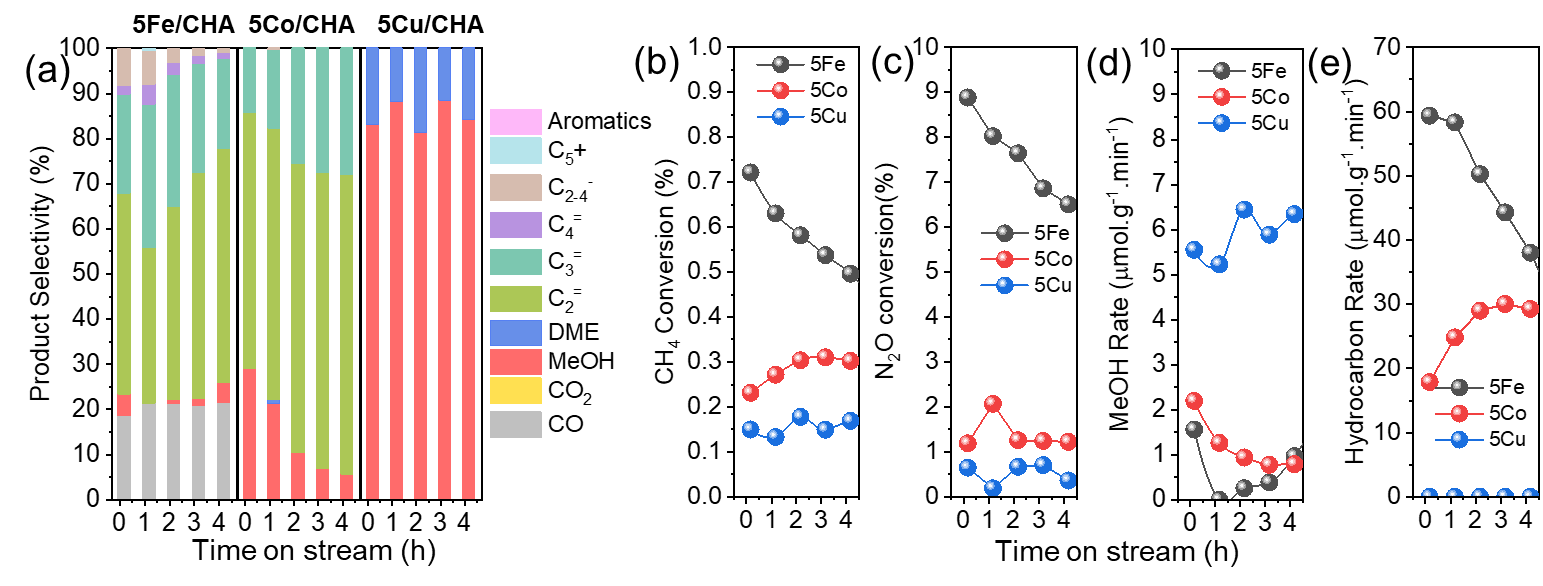 5Fe/CHA 5Co/CHA 5Cu/CHA
(a)
Product Selectivity (%)
100
90
80
70
60
50
40
30
20
10
0
0 1 2 3 4 0 1 2 3 4 0 1 2 3 4
Time on stream (h)
Aromatics
C5+
C2-4-
C4=
C3=
C2=
DME
MeOH
CO2
CO
(b)
CH4 Conversion (%)
1.0
0.9
0.8
0.7
0.6
0.5
0.4
0.3
0.2
0.1
0.0
5Fe
5Co
5Cu
0 1 2 3 4
(c)
N2O conversion(%)
10
9
8
7
6
5
4
3
2
1
0
5Fe
5Co
5Cu
0 1 2 3 4
(d)
MeOH Rate (μmol.g-1.min-1)
10
9
8
7
6
5
4
3
2
1
0
5Fe
5Co
5Cu
0 1 2 3 4
(e)
Hydrocarbon Rate (μmol.g-1.min-1)
70
60
50
40
30
20
10
0
5Fe
5Co
5Cu
0 1 2 3 4
Time on stream (h)